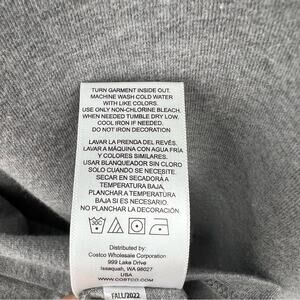 TURN GARMENT INSIDE OUT.
MACHINE WASH COLD WATER
WITH LIKE COLORS.
USE ONLY NON-CHLORINE BLEACH,
WHEN NEEDED TUMBLE DRY LOW.
COOL IRON IF NEEDED.
DO NOT IRON DECORATION
LAVAR LA PRENDA DEL REVÉS.
LAVAR A MÁQUINA CON AGUA FRÍA
Y COLORES SIMILARES.
USAR BLANQUEADOR SIN CLORO
SOLO CUANDO SE NECESITE.
SECAR EN SECADORA A
TEMPERATURA BAJA,
PLANCHAR A TEMPERATURA
BAJA SI ES NECESARIO.
NO PLANCHAR LA DECORACIÓN
Distributed by:
Costco Wholesale Corporation
999 Lake Drive
Issaquah, WA 98027
USA
WWW.COSTCO.COM
FALL/2022